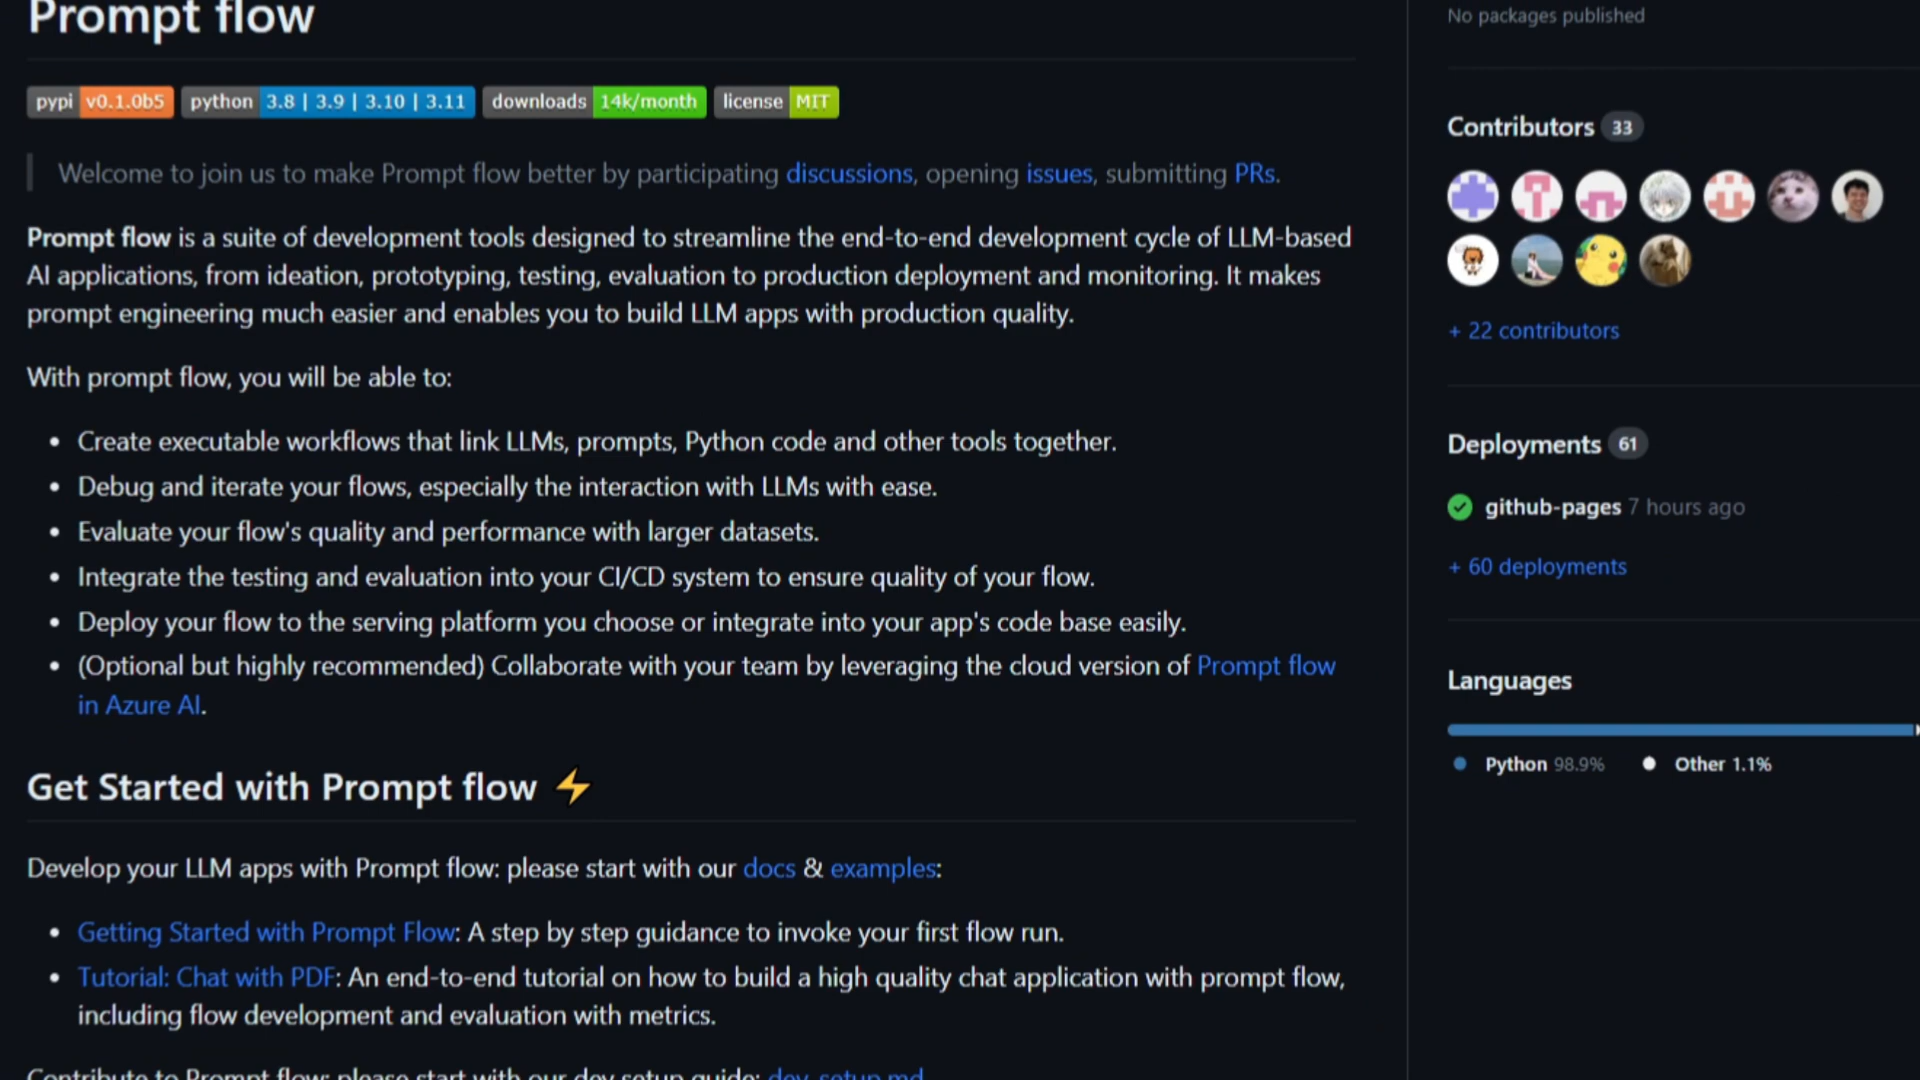 Prompt flow
pypi v0.1.0b5 python 3.8 | 3.9 | 3.10 | 3.11 downloads 14k/month license MIT
Welcome to join us to make Prompt flow better by participating discussions, opening issues, submitting PRs.
Prompt flow is a suite of development tools designed to streamline the end-to-end development cycle of LLM-based
AI applications, from ideation, prototyping, testing, evaluation to production deployment and monitoring. It makes
prompt engineering much easier and enables you to build LLM apps with production quality.
With prompt flow, you will be able to:
• Create executable workflows that link LLMs, prompts, Python code and other tools together.
• Debug and iterate your flows, especially the interaction with LLMs with ease.
• Evaluate your flow's quality and performance with larger datasets.
• Integrate the testing and evaluation into your CI/CD system to ensure quality of your flow.
• Deploy your flow to the serving platform you choose or integrate into your app's code base easily.
• (Optional but highly recommended) Collaborate with your team by leveraging the cloud version of Prompt flow
in Azure AI.
Get Started with Prompt flow ⚡
Develop your LLM apps with Prompt flow: please start with our docs & examples:
• Getting Started with Prompt Flow: A step by step guidance to invoke your first flow run.
• Tutorial: Chat with PDF: An end-to-end tutorial on how to build a high quality chat application with prompt flow,
including flow development and evaluation with metrics.
Contribute to Prompt flow: please start with our dev setup guide: dev_setup.md
No packages published
Contributors 33
+ 22 contributors
Deployments 61
github-pages 7 hours ago
+ 60 deployments
Languages
Python 98.9% Other 1.1%